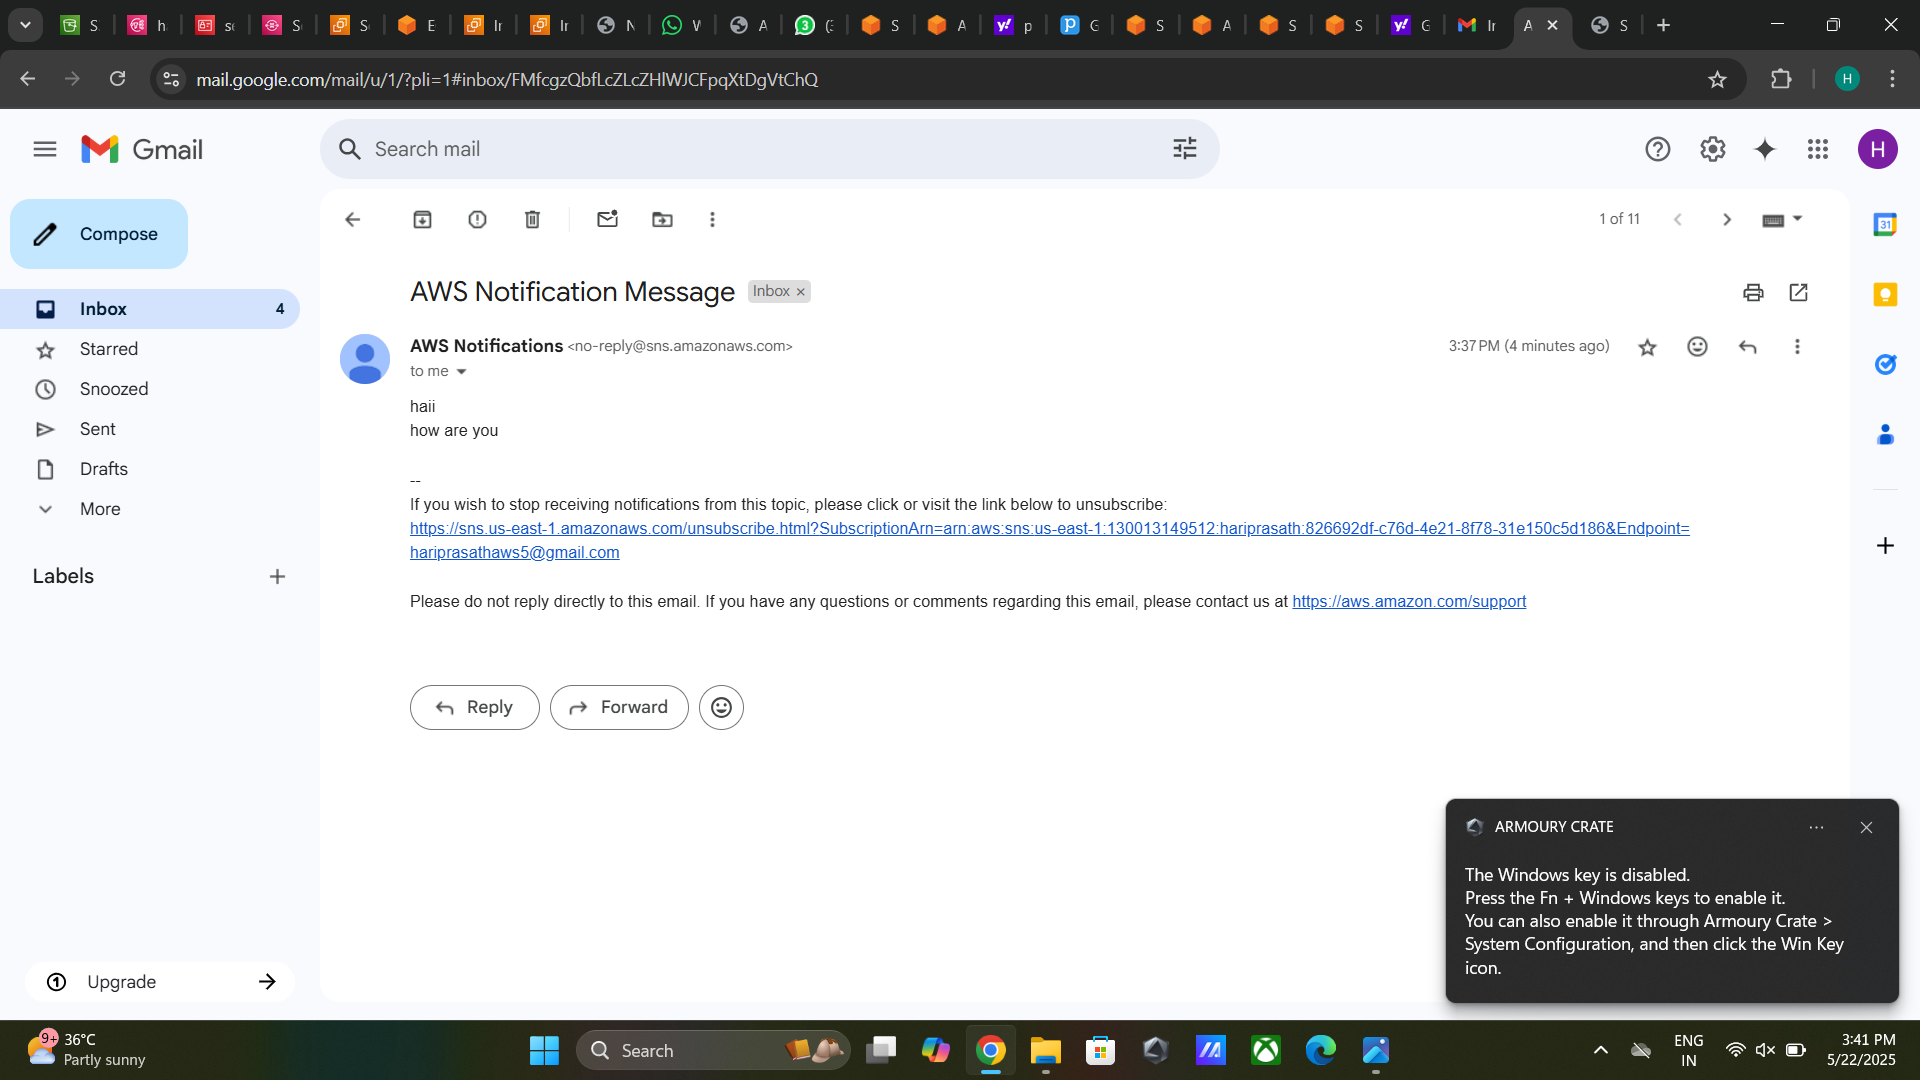 mail.google.com/mail/u/1/?pli=1#inbox/FMfcgzQbfLcZLcZHlWJCFpqXtDgVtChQ
H
Gmail
Search mail
H
Compose
1 of 11
Inbox 4
Starred
Snoozed
Sent
Drafts
More
Labels
Upgrade
AWS Notification Message
Inbox ×
AWS Notifications <no-reply@sns.amazonaws.com>
3:37 PM (4 minutes ago)
to me
haii
how are you
--
If you wish to stop receiving notifications from this topic, please click or visit the link below to unsubscribe:
https://sns.us-east-1.amazonaws.com/unsubscribe.html?SubscriptionArn=arn:aws:sns:us-east-1:130013149512:hariprasath:826692df-c76d-4e21-8f78-31e150c5d186&Endpoint=
hariprasathaws5@gmail.com
Please do not reply directly to this email. If you have any questions or comments regarding this email, please contact us at https://aws.amazon.com/support
Reply
Forward
31
ARMOURY CRATE
The Windows key is disabled.
Press the Fn + Windows keys to enable it.
You can also enable it through Armoury Crate >
System Configuration, and then click the Win Key
icon.
9+
36°C
Partly sunny
Search
ENG
IN
3:41 PM
5/22/2025